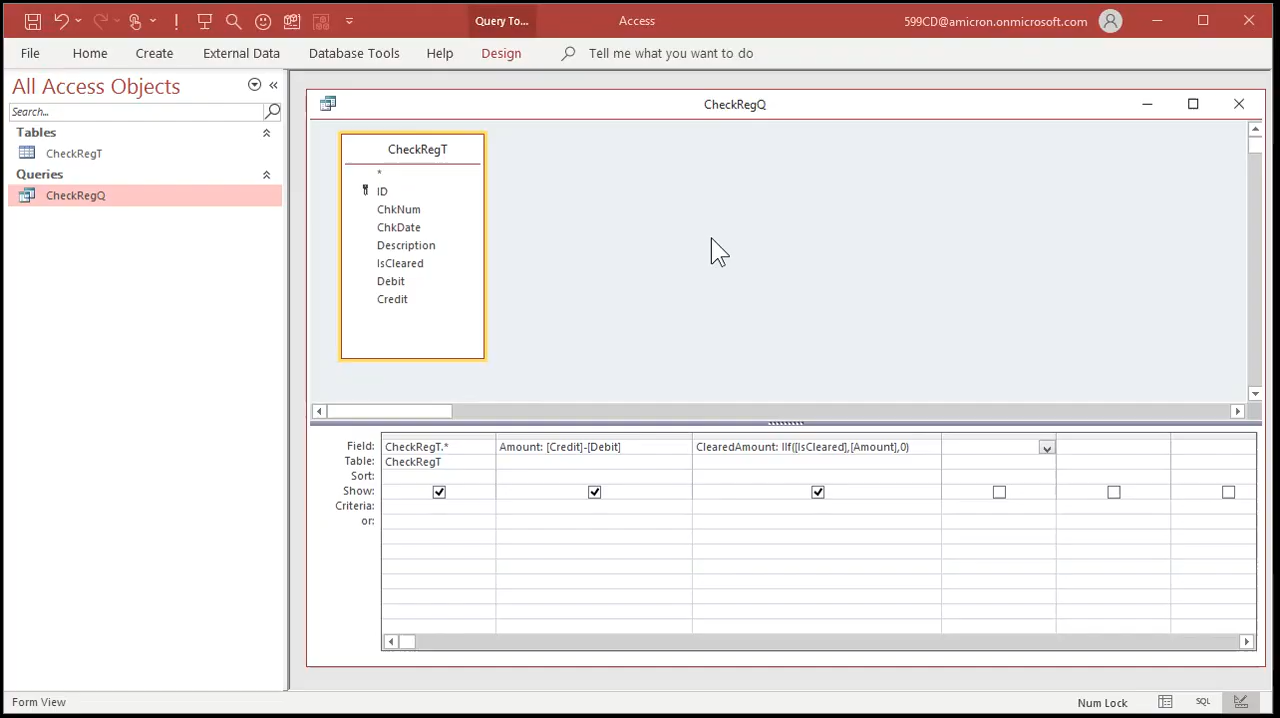 Query To...
Access
599CD@amicron.onmicrosoft.com
File
Home
Create
External Data
Database Tools
Help
Design
Tell me what you want to do
All Access Objects
Search...
Tables
CheckRegT
Queries
CheckRegQ
CheckRegQ
CheckRegT
*
ID
ChkNum
ChkDate
Description
IsCleared
Debit
Credit
Field: CheckRegT.* Amount: [Credit]-[Debit] ClearedAmount: IIf([IsCleared],[Amount],0)
Table: CheckRegT
Sort:
Show:
Criteria:
or:
Form View
Num Lock
SQL